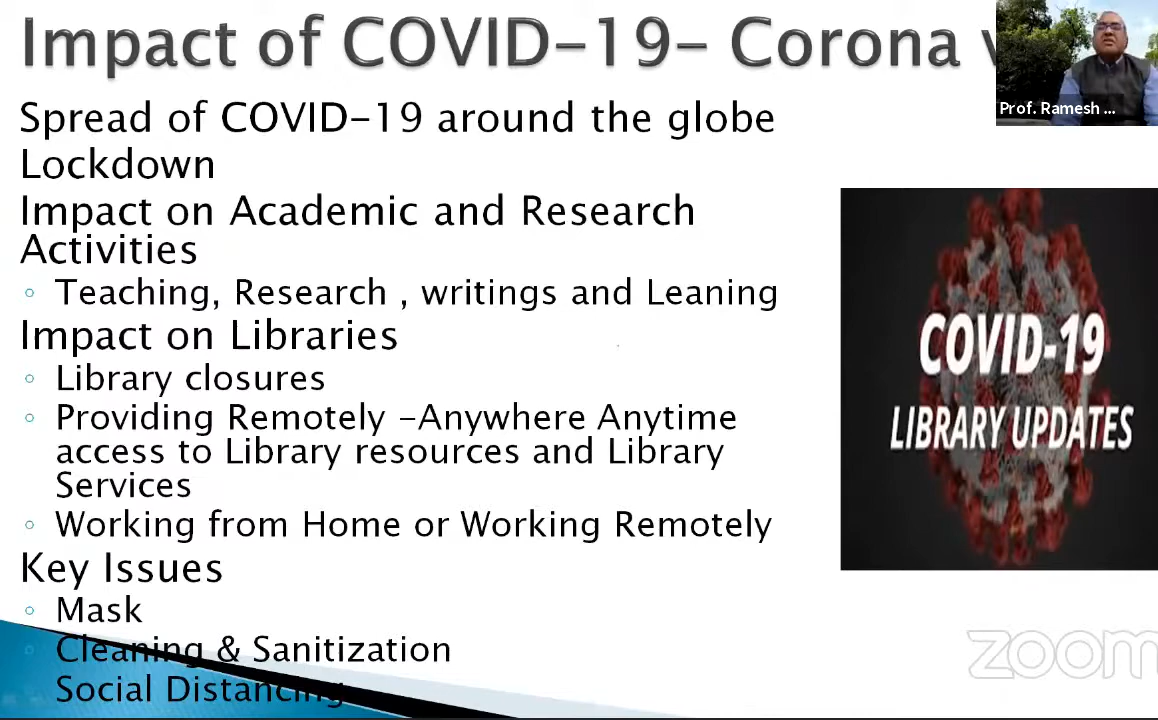 Impact of COVID-19- Corona v
Prof. Ramesh ...
Spread of COVID-19 around the globe
Lockdown
Impact on Academic and Research
Activities
◦ Teaching, Research , writings and Leaning
Impact on Libraries
◦ Library closures
◦ Providing Remotely -Anywhere Anytime
access to Library resources and Library
Services
◦ Working from Home or Working Remotely
Key Issues
◦ Mask
◦ Cleaning & Sanitization
Social Distancing
COVID-19
LIBRARY UPDATES
zoom